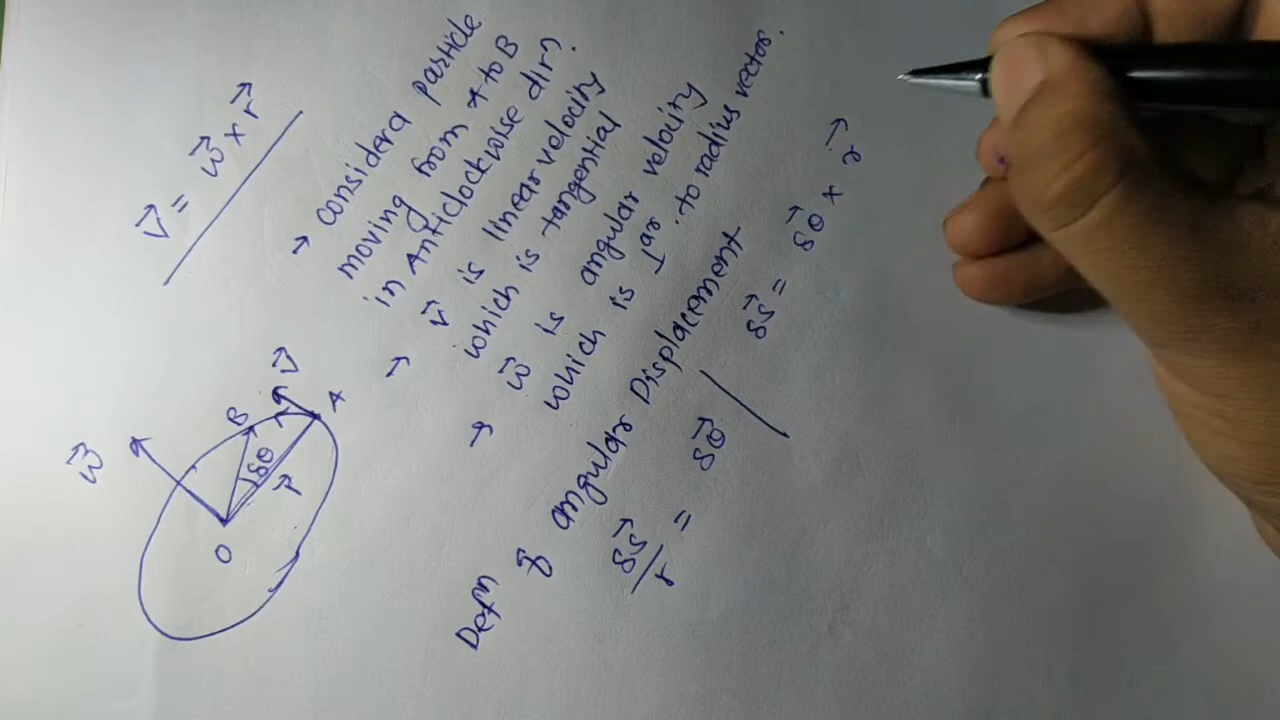 v⃗ = ω⃗ × r⃗
ω⃗
B
v⃗
A
δθ
r⃗
O
→ Consider a particle
moving from A to B
in Anticlockwise dirn.
→ v⃗ is linear velocity
which is tangential
→ ω⃗ is angular velocity
which is ⊥ar. to radius vector.
Defn of angular Displacement
δs⃗/r = δθ⃗ / δs⃗ = δθ⃗ × r⃗